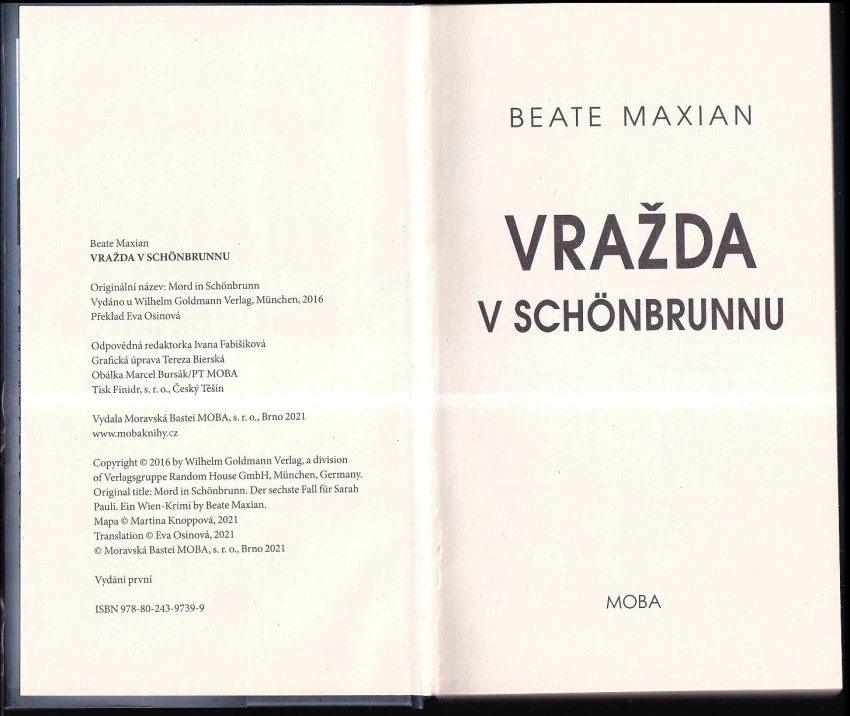 Beate Maxian
VRAŽDA V SCHÖNBRUNNU
Originální název: Mord in Schönbrunn
Vydáno u Wilhelm Goldmann Verlag, München, 2016
Překlad Eva Osinová
Odpovědná redaktorka Ivana Fabišiková
Grafická úprava Tereza Bierská
Obálka Marcel Bursák/PT MOBA
Tisk Finidr, s. r. o., Český Těšín
Vydala Moravská Bastei MOBA, s. r. o., Brno 2021
www.mobaknihy.cz
Copyright © 2016 by Wilhelm Goldmann Verlag, a division
of Verlagsgruppe Random House GmbH, München, Germany.
Original title: Mord in Schönbrunn. Der sechste Fall für Sarah
Pauli. Ein Wien-Krimi by Beate Maxian.
Mapa © Martina Knoppová, 2021
Translation © Eva Osinová, 2021
© Moravská Bastei MOBA, s. r. o., Brno 2021
Vydání první
ISBN 978-80-243-9739-9
BEATE MAXIAN
VRAŽDA
V SCHÖNBRUNNU
MOBA